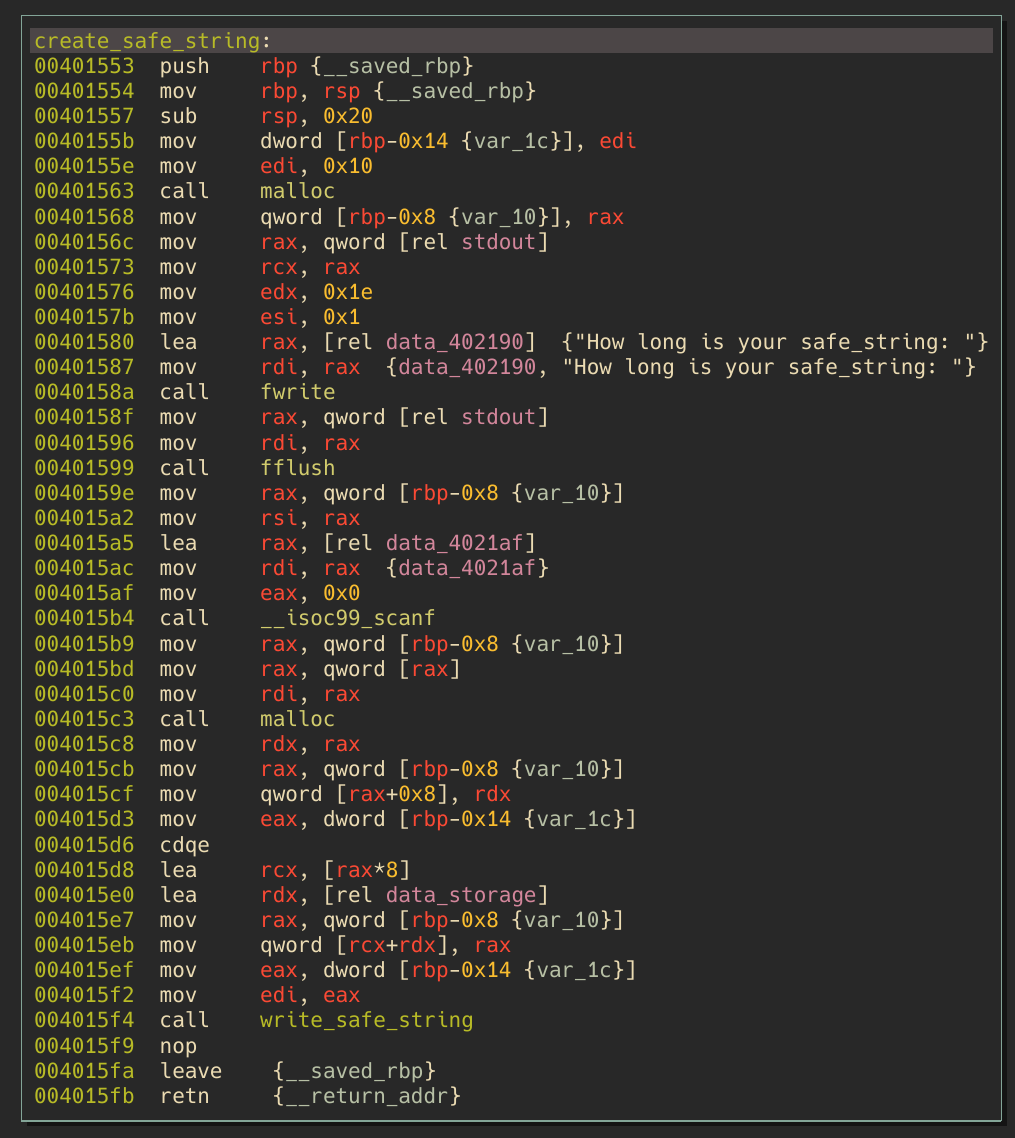 create_safe_string:
00401553  push    rbp {__saved_rbp}
00401554  mov     rbp, rsp {__saved_rbp}
00401557  sub     rsp, 0x20
0040155b  mov     dword [rbp-0x14 {var_1c}], edi
0040155e  mov     edi, 0x10
00401563  call    malloc
00401568  mov     qword [rbp-0x8 {var_10}], rax
0040156c  mov     rax, qword [rel stdout]
00401573  mov     rcx, rax
00401576  mov     edx, 0x1e
0040157b  mov     esi, 0x1
00401580  lea     rax, [rel data_402190]  {"How long is your safe_string: "}
00401587  mov     rdi, rax  {data_402190, "How long is your safe_string: "}
0040158a  call    fwrite
0040158f  mov     rax, qword [rel stdout]
00401596  mov     rdi, rax
00401599  call    fflush
0040159e  mov     rax, qword [rbp-0x8 {var_10}]
004015a2  mov     rsi, rax
004015a5  lea     rax, [rel data_4021af]
004015ac  mov     rdi, rax  {data_4021af}
004015af  mov     eax, 0x0
004015b4  call    __isoc99_scanf
004015b9  mov     rax, qword [rbp-0x8 {var_10}]
004015bd  mov     rax, qword [rax]
004015c0  mov     rdi, rax
004015c3  call    malloc
004015c8  mov     rdx, rax
004015cb  mov     rax, qword [rbp-0x8 {var_10}]
004015cf  mov     qword [rax+0x8], rdx
004015d3  mov     eax, dword [rbp-0x14 {var_1c}]
004015d6  cdqe
004015d8  lea     rcx, [rax*8]
004015e0  lea     rdx, [rel data_storage]
004015e7  mov     rax, qword [rbp-0x8 {var_10}]
004015eb  mov     qword [rcx+rdx], rax
004015ef  mov     eax, dword [rbp-0x14 {var_1c}]
004015f2  mov     edi, eax
004015f4  call    write_safe_string
004015f9  nop
004015fa  leave    {__saved_rbp}
004015fb  retn     {__return_addr}